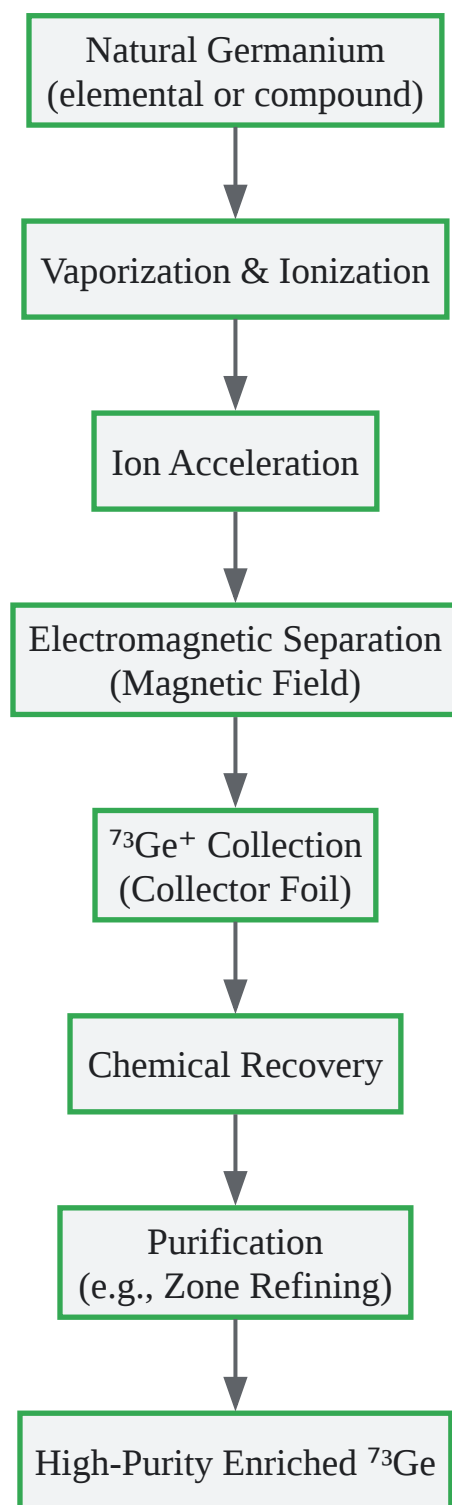 Natural Germanium
(elemental or compound)
Vaporization & Ionization
Ion Acceleration
Electromagnetic Separation
(Magnetic Field)
⁷³Ge⁺ Collection
(Collector Foil)
Chemical Recovery
Purification
(e.g., Zone Refining)
High-Purity Enriched ⁷³Ge